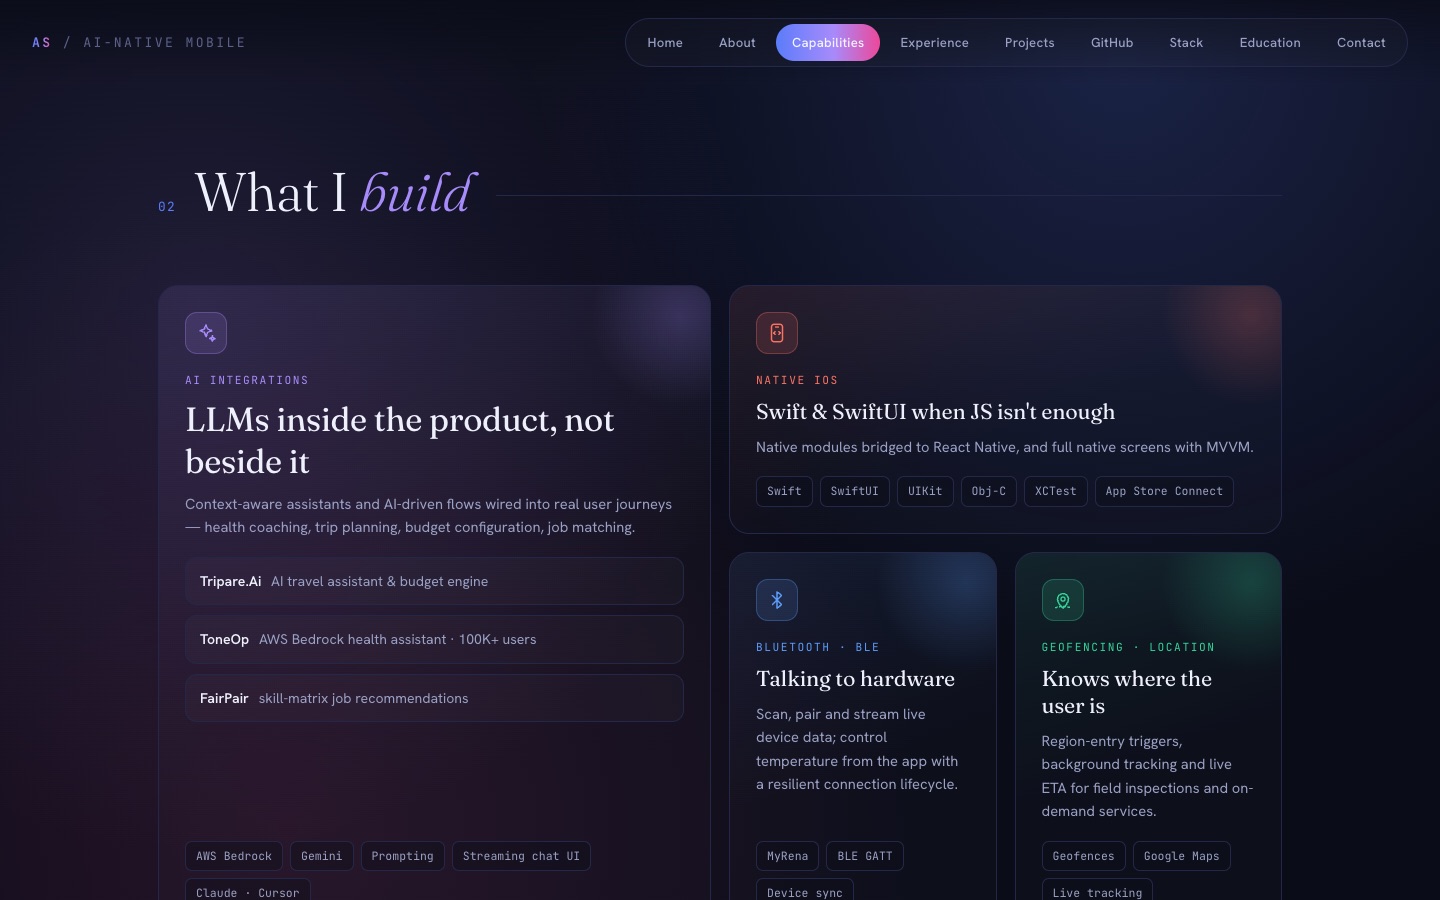 AS / AI-NATIVE MOBILE
Home About Capabilities Experience Projects GitHub Stack Education Contact
02 What I build
AI INTEGRATIONS
LLMs inside the product, not
beside it
Context-aware assistants and AI-driven flows wired into real user journeys
— health coaching, trip planning, budget configuration, job matching.
Tripare.Ai AI travel assistant & budget engine
ToneOp AWS Bedrock health assistant · 100K+ users
FairPair skill-matrix job recommendations
AWS Bedrock Gemini Prompting Streaming chat UI
Claude · Cursor
NATIVE IOS
Swift & SwiftUI when JS isn't enough
Native modules bridged to React Native, and full native screens with MVVM.
Swift SwiftUI UIKit Obj-C XCTest App Store Connect
BLUETOOTH · BLE
Talking to hardware
Scan, pair and stream live
device data; control
temperature from the app with
a resilient connection lifecycle.
MyRena BLE GATT
Device sync
GEOFENCING · LOCATION
Knows where the
user is
Region-entry triggers,
background tracking and live
ETA for field inspections and on-
demand services.
Geofences Google Maps
Live tracking